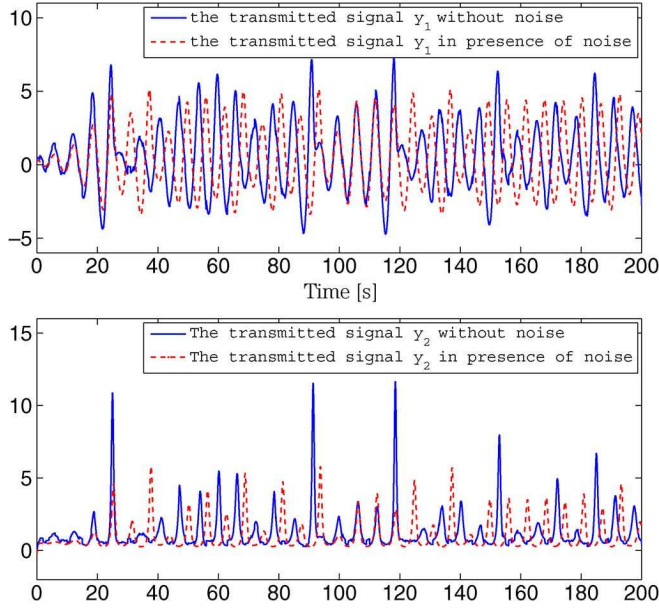 the transmitted signal y1 without noise
the transmitted signal y1 in presence of noise
10
5
0
−5
0 20 40 60 80 100 120 140 160 180 200
Time [s]
The transmitted signal y2 without noise
The transmitted signal y2 in presence of noise
15
10
5
0
0 20 40 60 80 100 120 140 160 180 200